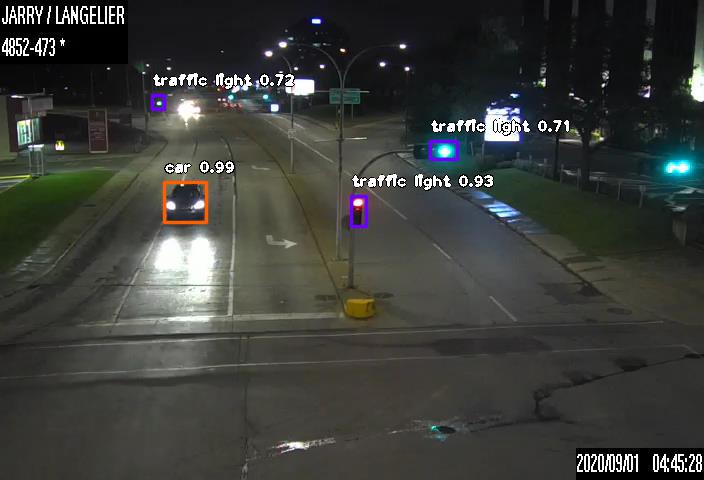 JARRY / LANGELIER
4852-473 *
traffic light 0.72
traffic light 0.71
car 0.99
traffic light 0.93
2020/09/01 04:45:28